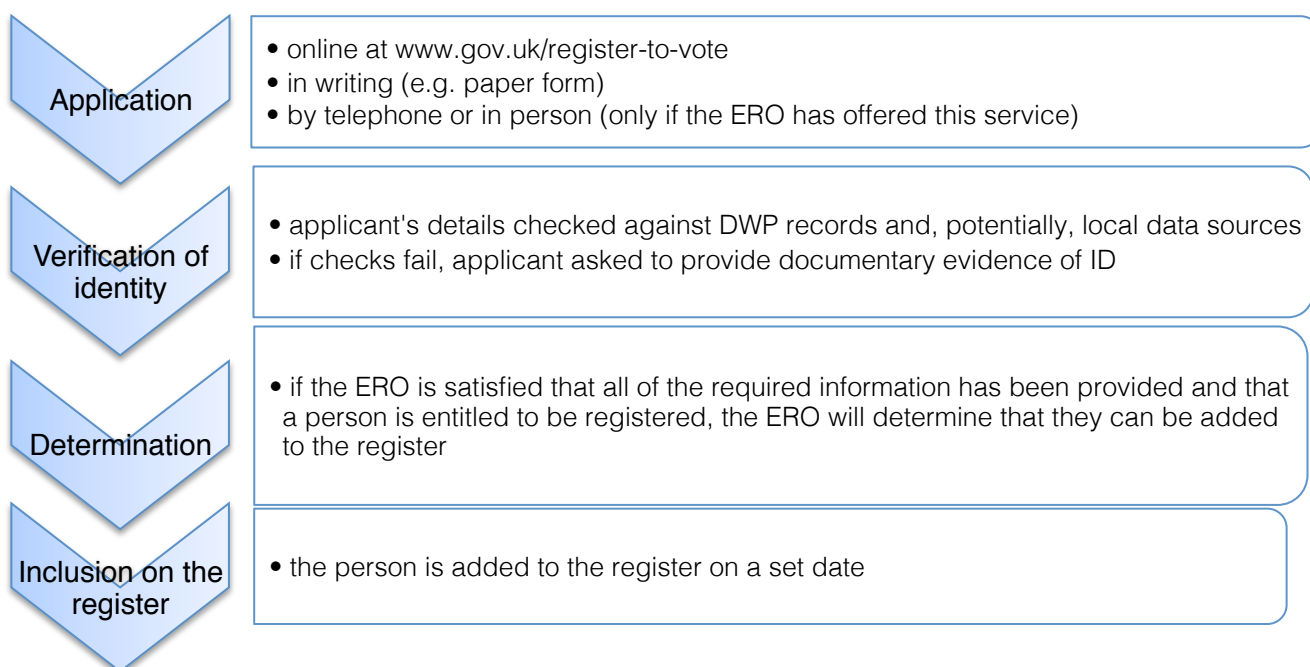 Application
• online at www.gov.uk/register-to-vote
• in writing (e.g. paper form)
• by telephone or in person (only if the ERO has offered this service)
Verification of
identity
• applicant's details checked against DWP records and, potentially, local data sources
• if checks fail, applicant asked to provide documentary evidence of ID
Determination
• if the ERO is satisfied that all of the required information has been provided and that
a person is entitled to be registered, the ERO will determine that they can be added
to the register
Inclusion on the
register
• the person is added to the register on a set date